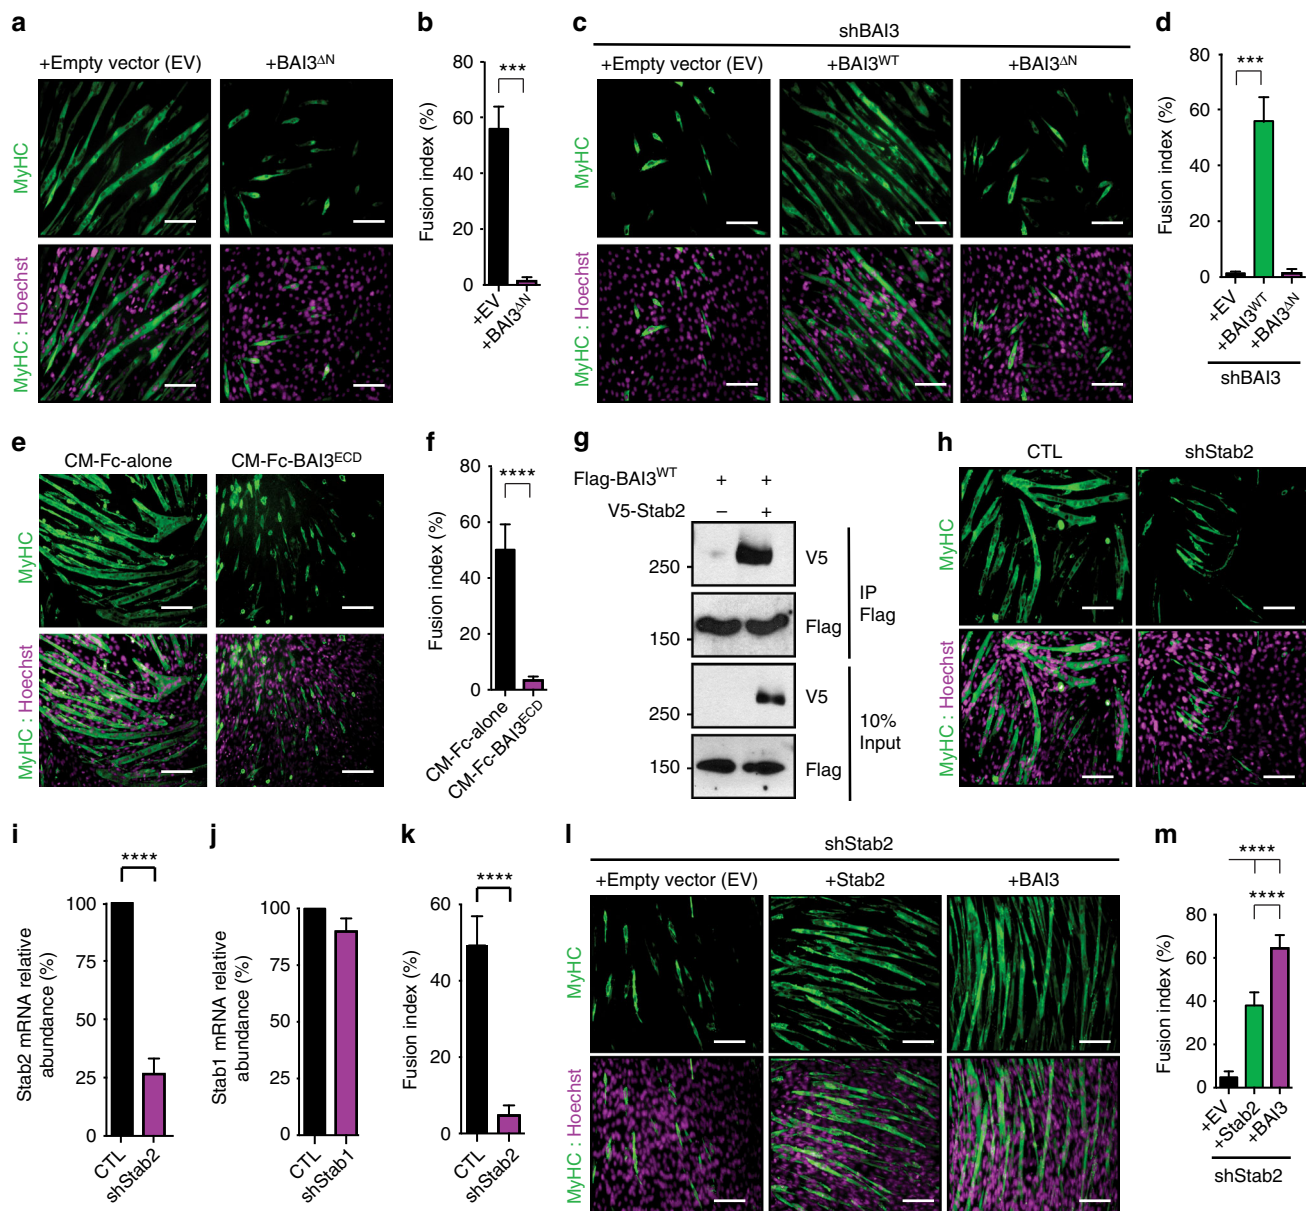 a
+Empty vector (EV)
+BAI3ΔN
MyHC
MyHC : Hoechst
b
Fusion index (%)
80
60
40
20
0
***
+EV
+BAI3ΔN
c
shBAI3
+Empty vector (EV)
+BAI3WT
+BAI3ΔN
MyHC
MyHC : Hoechst
d
Fusion index (%)
80
60
40
20
0
***
+EV
+BAI3WT
+BAI3ΔN
shBAI3
e
CM-Fc-alone
CM-Fc-BAI3ECD
MyHC
MyHC : Hoechst
f
Fusion index (%)
80
60
40
20
0
****
CM-Fc-alone
CM-Fc-BAI3ECD
g
Flag-BAI3WT + +
V5-Stab2 – +
250
V5
150
Flag
IP
Flag
250
V5
150
Flag
10%
Input
h
CTL
shStab2
MyHC
MyHC : Hoechst
i
Stab2 mRNA relative
abundance (%)
100
75
50
25
0
****
CTL
shStab2
j
Stab1 mRNA relative
abundance (%)
100
75
50
25
0
CTL
shStab1
k
Fusion index (%)
60
40
20
0
****
CTL
shStab2
l
shStab2
+Empty vector (EV)
+Stab2
+BAI3
MyHC
MyHC : Hoechst
m
Fusion index (%)
80
60
40
20
0
****
****
+EV
+Stab2
+BAI3
shStab2